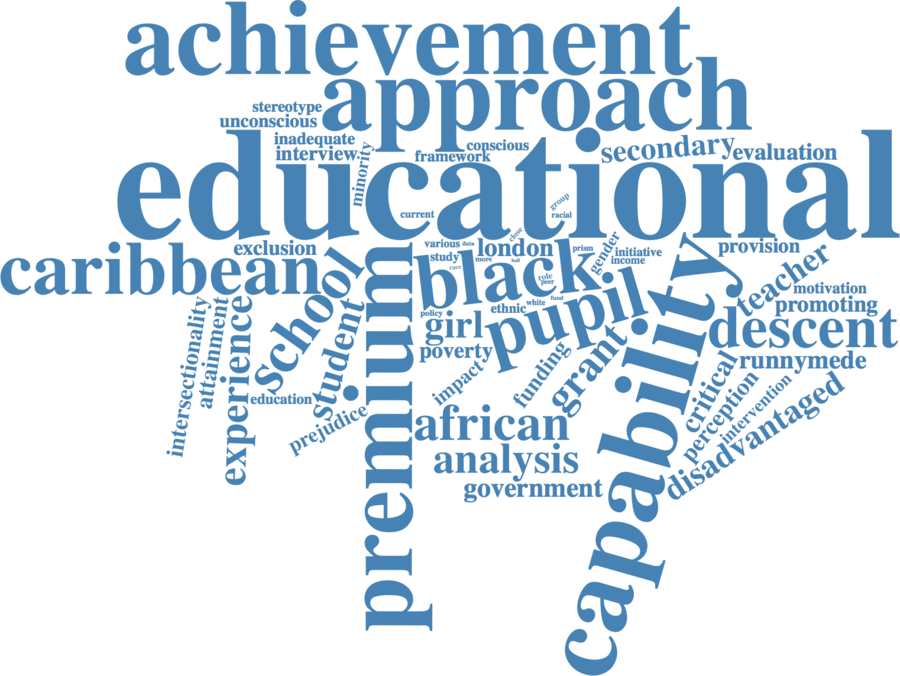 achievement
approach
stereotype
unconscious
inadequate
interview
minority
conscious
framework
secondary
evaluation
educational
group
racial
current
caribbean
exclusion
various
data
london
close
study
more
ball
race
black
prism
gender
initiative
income
provision
role
peer
school
premium
pupil
capability
teacher
motivation
promoting
descent
runnymede
intersectionality
attainment
experience
student
education
prejudice
policy
girl
ethnic
white
fund
poverty
impact
funding
grant
critical
perception
intervention
disadvantaged
african
analysis
government